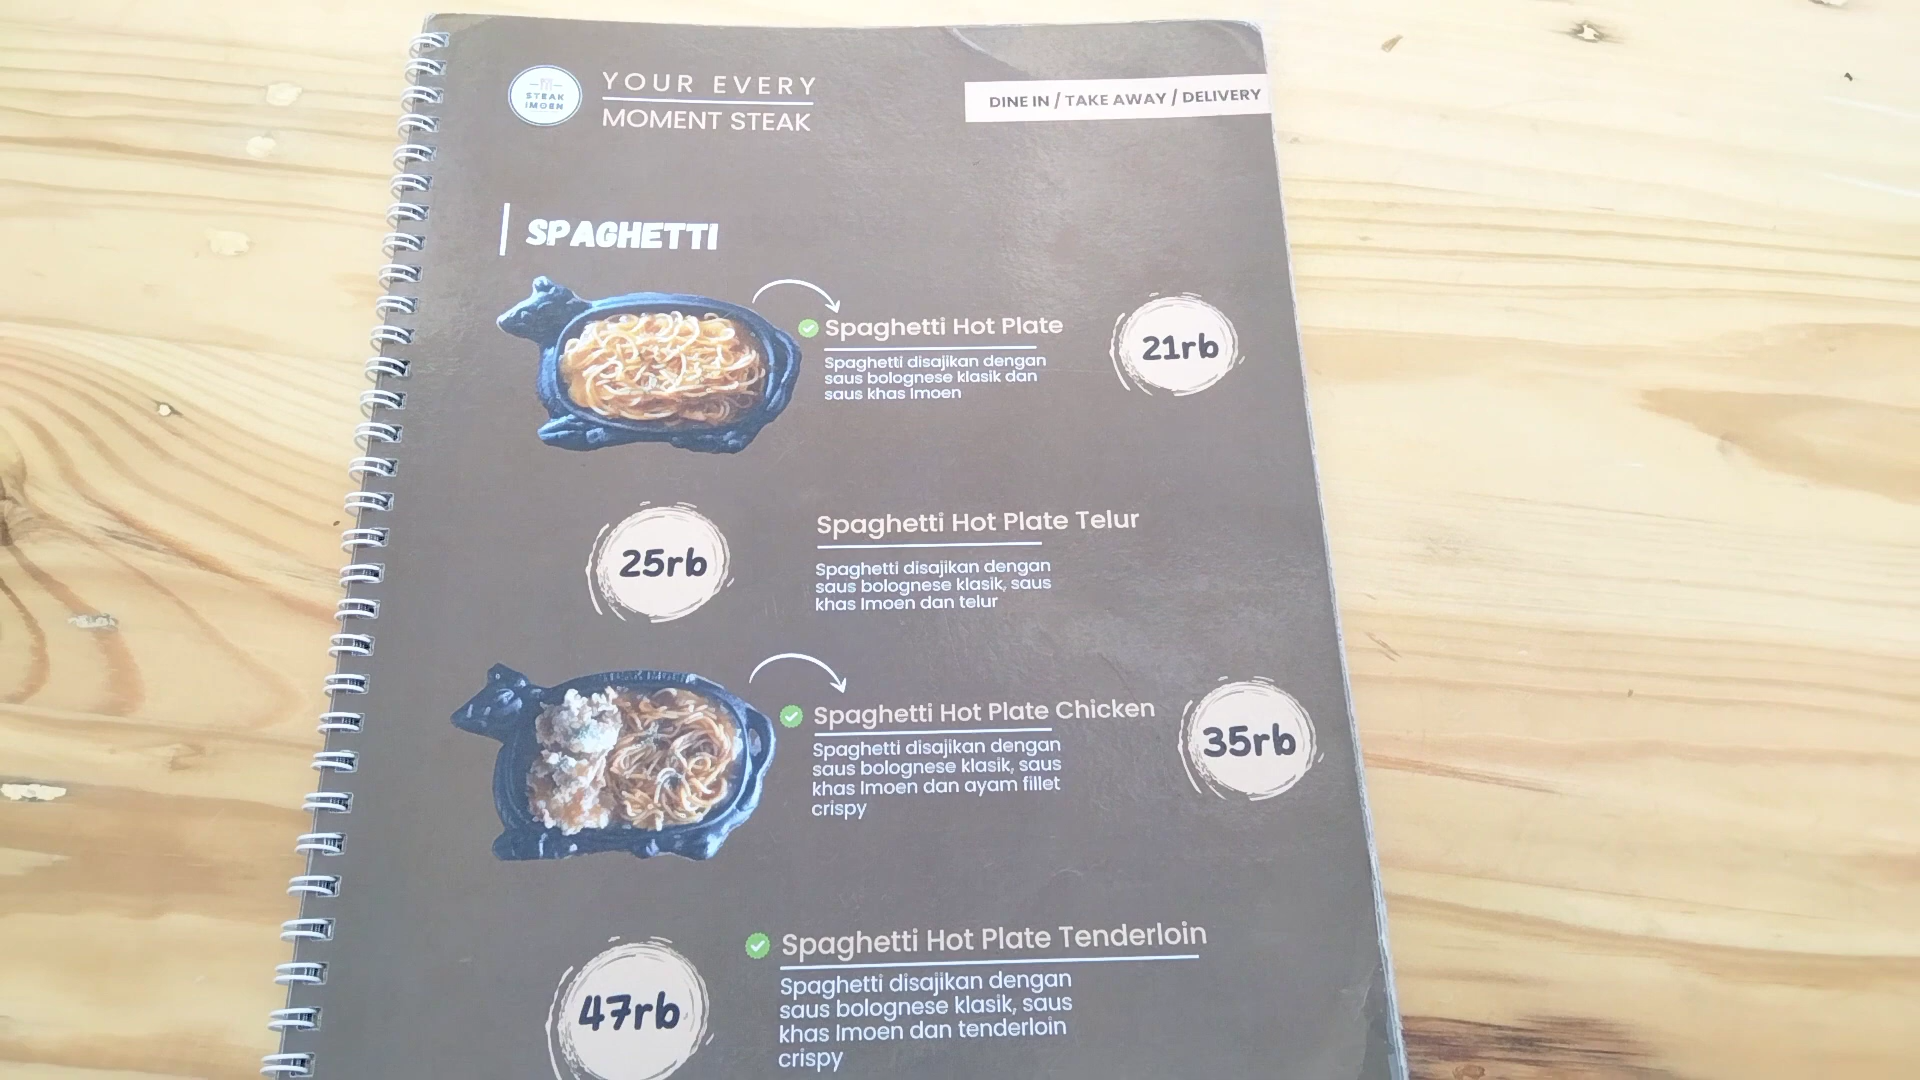 STEAK
IMOEN
YOUR EVERY
MOMENT STEAK
DINE IN / TAKE AWAY / DELIVERY
SPAGHETTI
Spaghetti Hot Plate
21rb
Spaghetti disajikan dengan
saus bolognese klasik dan
saus khas Imoen
Spaghetti Hot Plate Telur
25rb
Spaghetti disajikan dengan
saus bolognese klasik, saus
khas Imoen dan telur
Spaghetti Hot Plate Chicken
35rb
Spaghetti disajikan dengan
saus bolognese klasik, saus
khas Imoen dan ayam fillet
crispy
Spaghetti Hot Plate Tenderloin
47rb
Spaghetti disajikan dengan
saus bolognese klasik, saus
khas Imoen dan tenderloin
crispy